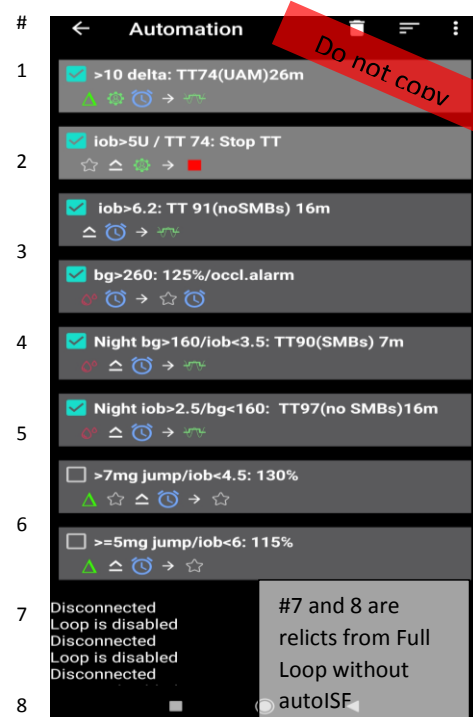 #
Automation
Do not copy
1
>10 delta: TT74(UAM)26m
iob>5U / TT 74: Stop TT
2
iob>6.2: TT 91(noSMBs) 16m
3
bg>260: 125%/occl.alarm
4
Night bg>160/iob<3.5: TT90(SMBs) 7m
Night iob>2.5/bg<160: TT97(no SMBs)16m
5
>7mg jump/iob<4.5: 130%
6
>=5mg jump/iob<6: 115%
7
Disconnected
Loop is disabled
Disconnected
Loop is disabled
Disconnected
#7 and 8 are
relicts from Full
Loop without
autoISF
8